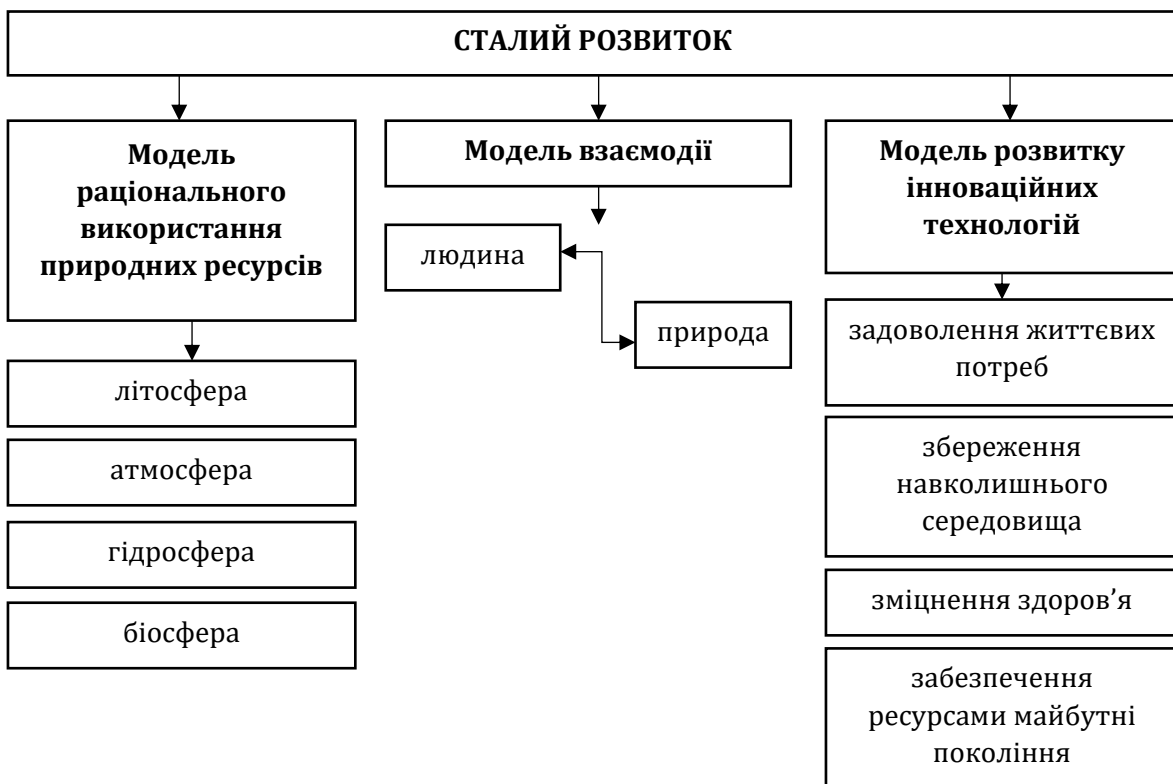 СТАЛИЙ РОЗВИТОК
Модель
раціонального
використання
природних ресурсів
літосфера
атмосфера
гідросфера
біосфера
Модель взаємодії
людина
природа
Модель розвитку
інноваційних
технологій
задоволення життєвих
потреб
збереження
навколишнього
середовища
зміцнення здоров’я
забезпечення
ресурсами майбутні
покоління